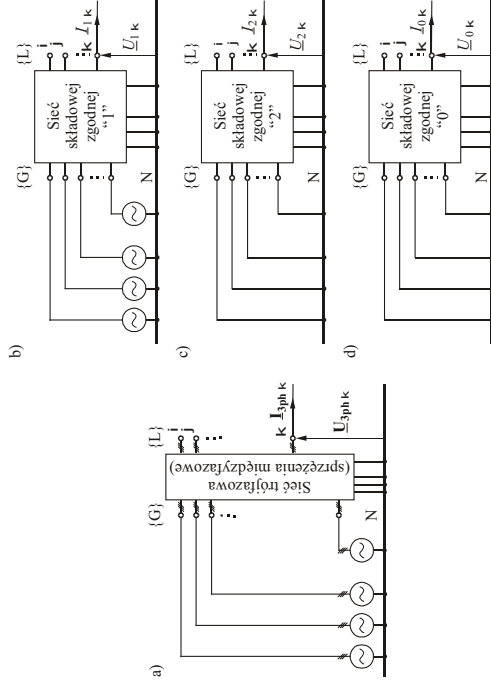 a)
{G}
{L}
i
j
k
I3ph k
U3ph k
Sieć trójfazowa
(sprzężenia międzyfazowe)
N
b)
{G}
{L}
Sieć
składowej
zgodnej
“1”
i
j
k
I1 k
U1 k
N
c)
{G}
{L}
Sieć
składowej
zgodnej
“2”
i
j
k
I2 k
U2 k
N
d)
{G}
{L}
Sieć
składowej
zgodnej
“0”
i
j
k
I0 k
U0 k
N